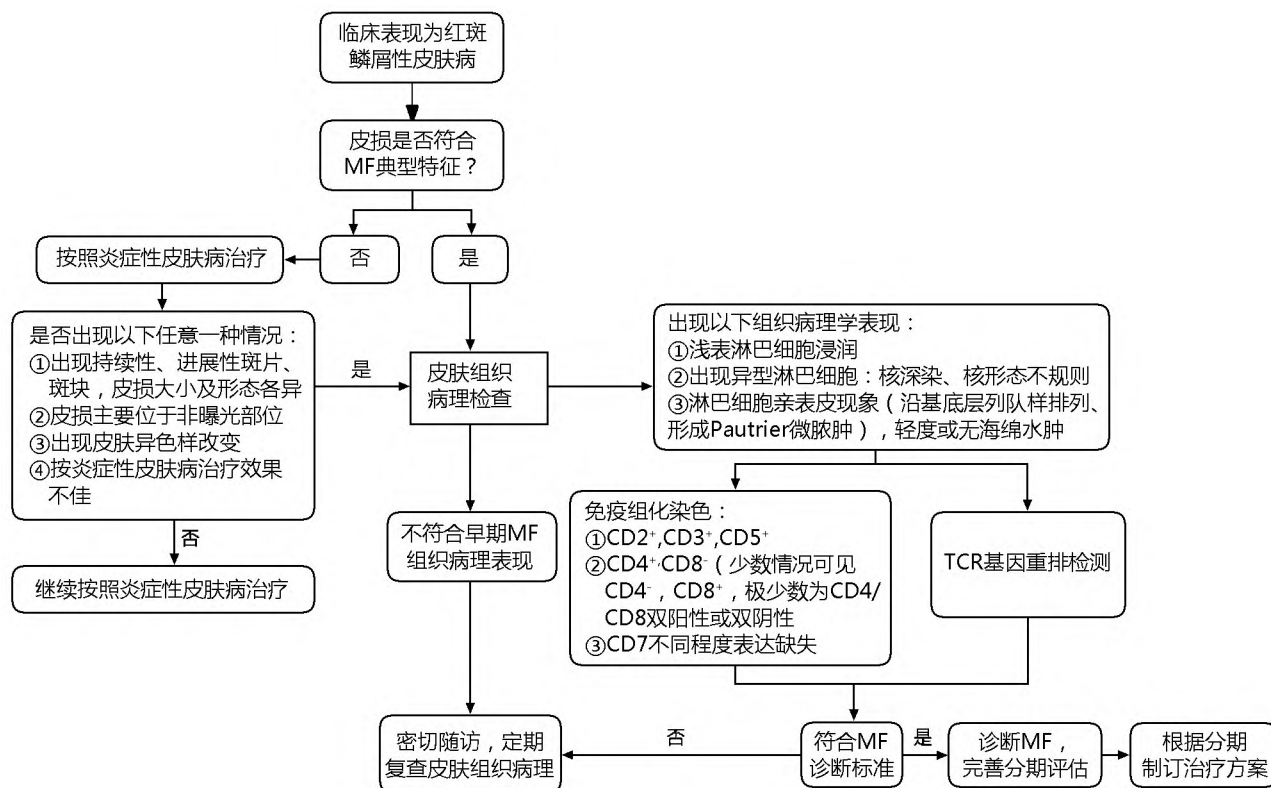 临床表现为红斑
鳞屑性皮肤病
皮损是否符合
MF典型特征？
按照炎症性皮肤病治疗
否
是
是否出现以下任意一种情况：
①出现持续性、进展性斑片、
斑块，皮损大小及形态各异
②皮损主要位于非曝光部位
③出现皮肤异色样改变
④按炎症性皮肤病治疗效果
不佳
是
皮肤组织
病理检查
出现以下组织病理学表现：
①浅表淋巴细胞浸润
②出现异型淋巴细胞：核深染、核形态不规则
③淋巴细胞亲表皮现象（沿基底层列队样排列、
形成Pautrier微脓肿），轻度或无海绵水肿
否
继续按照炎症性皮肤病治疗
不符合早期MF
组织病理表现
免疫组化染色：
①CD2⁺,CD3⁺,CD5⁺
②CD4⁺,CD8⁻（少数情况可见
CD4⁻，CD8⁺，极少数为CD4/
CD8双阳性或双阴性
③CD7不同程度表达缺失
TCR基因重排检测
密切随访，定期
复查皮肤组织病理
否
符合MF
诊断标准
是
诊断MF，
完善分期评估
根据分期
制订治疗方案